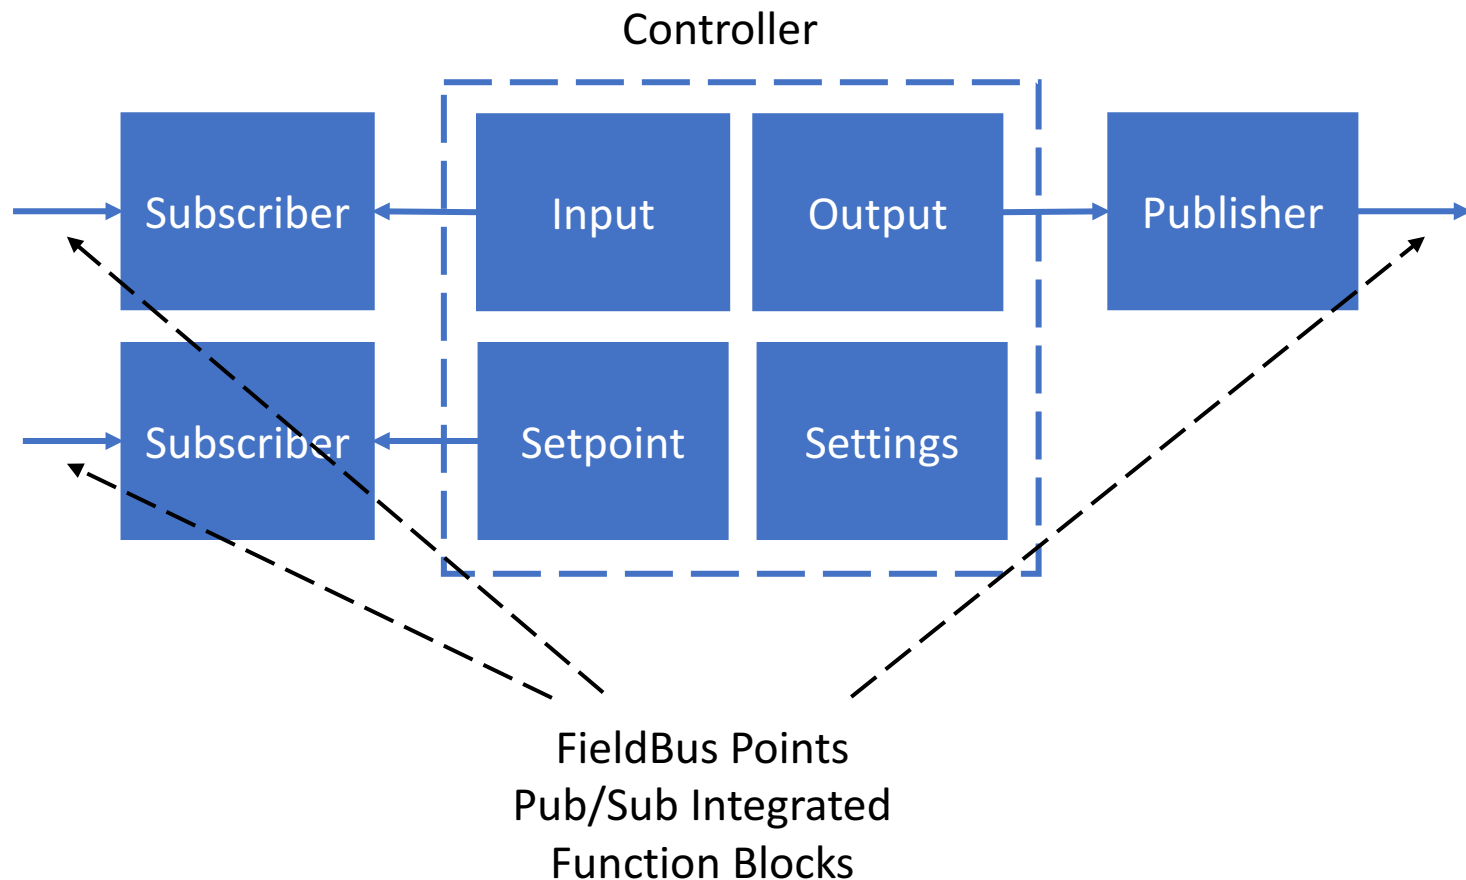 Controller
Subscriber
Input
Output
Publisher
Subscriber
Setpoint
Settings
FieldBus Points
Pub/Sub Integrated
Function Blocks